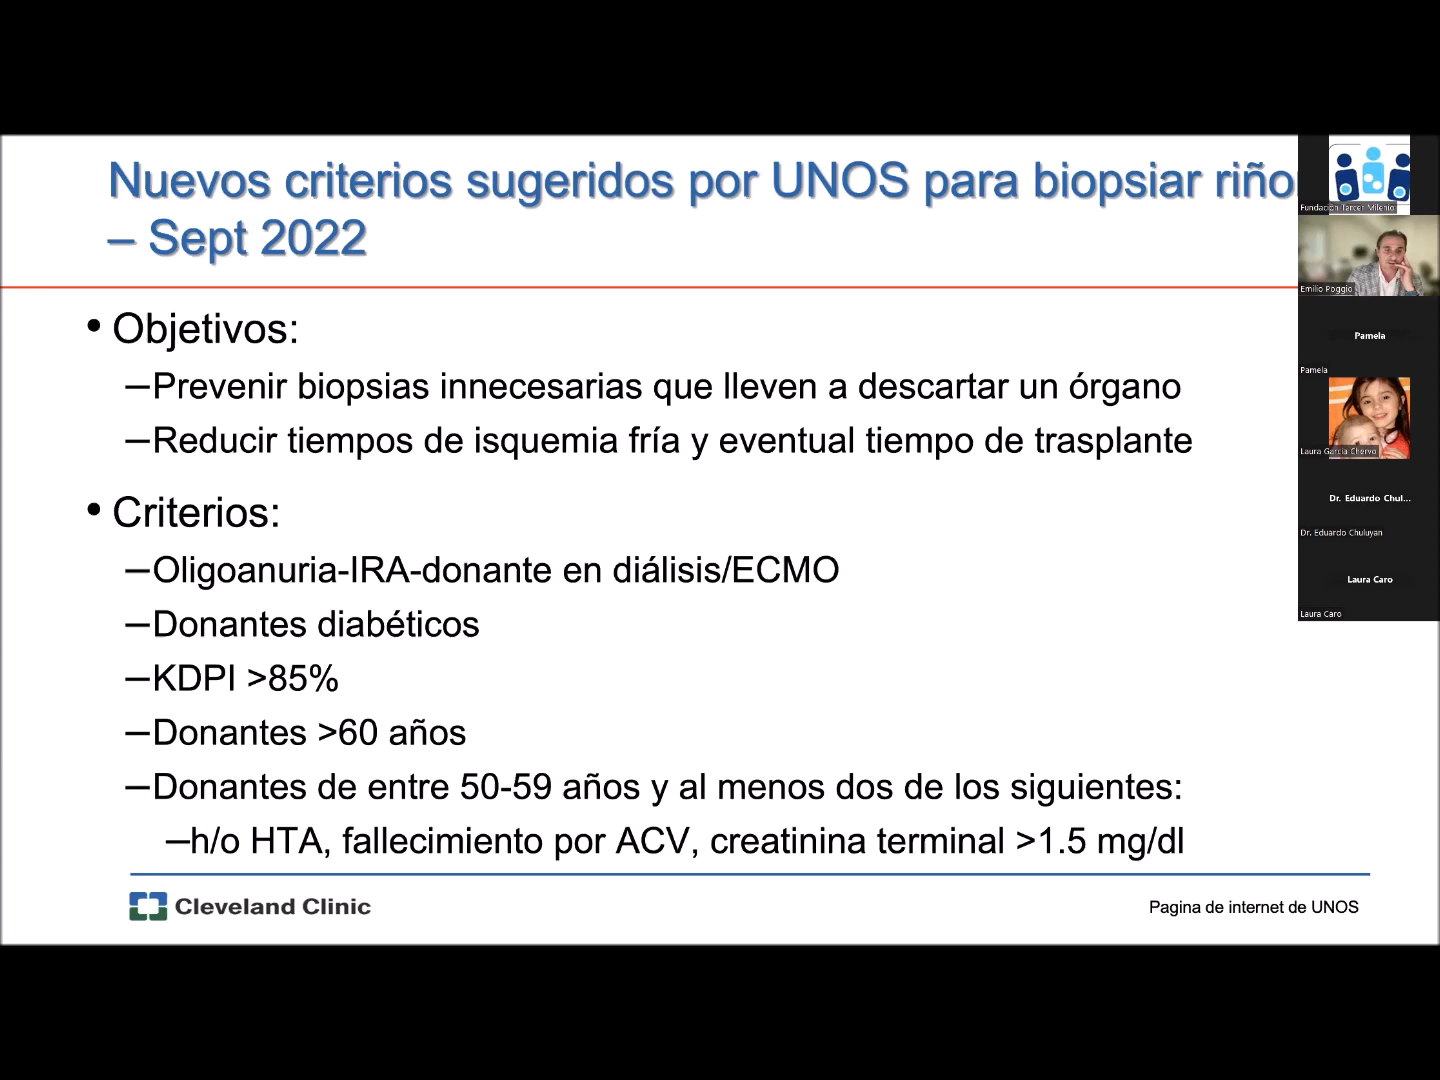 Nuevos criterios sugeridos por UNOS para biopsiar
– Sept 2022
• Objetivos:
–Prevenir biopsias innecesarias que lleven a descartar un órgano
–Reducir tiempos de isquemia fría y eventual tiempo de trasplante
• Criterios:
–Oligoanuria-IRA-donante en diálisis/ECMO
–Donantes diabéticos
–KDPI >85%
–Donantes >60 años
–Donantes de entre 50-59 años y al menos dos de los siguientes:
–h/o HTA, fallecimiento por ACV, creatinina terminal >1.5 mg/dl
Cleveland Clinic
Pagina de internet de UNOS
Fundación Tercer Milenio
Emilio Poggio
Pamela
Pamela
Laura Garcia Chervo
Dr. Eduardo Chul...
Dr. Eduardo Chuluyan
Laura Caro
Laura Caro